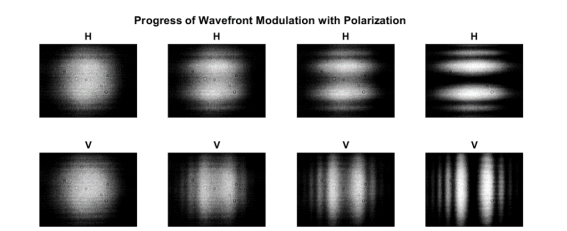 Progress of Wavefront Modulation with Polarization
H H H H
V V V V